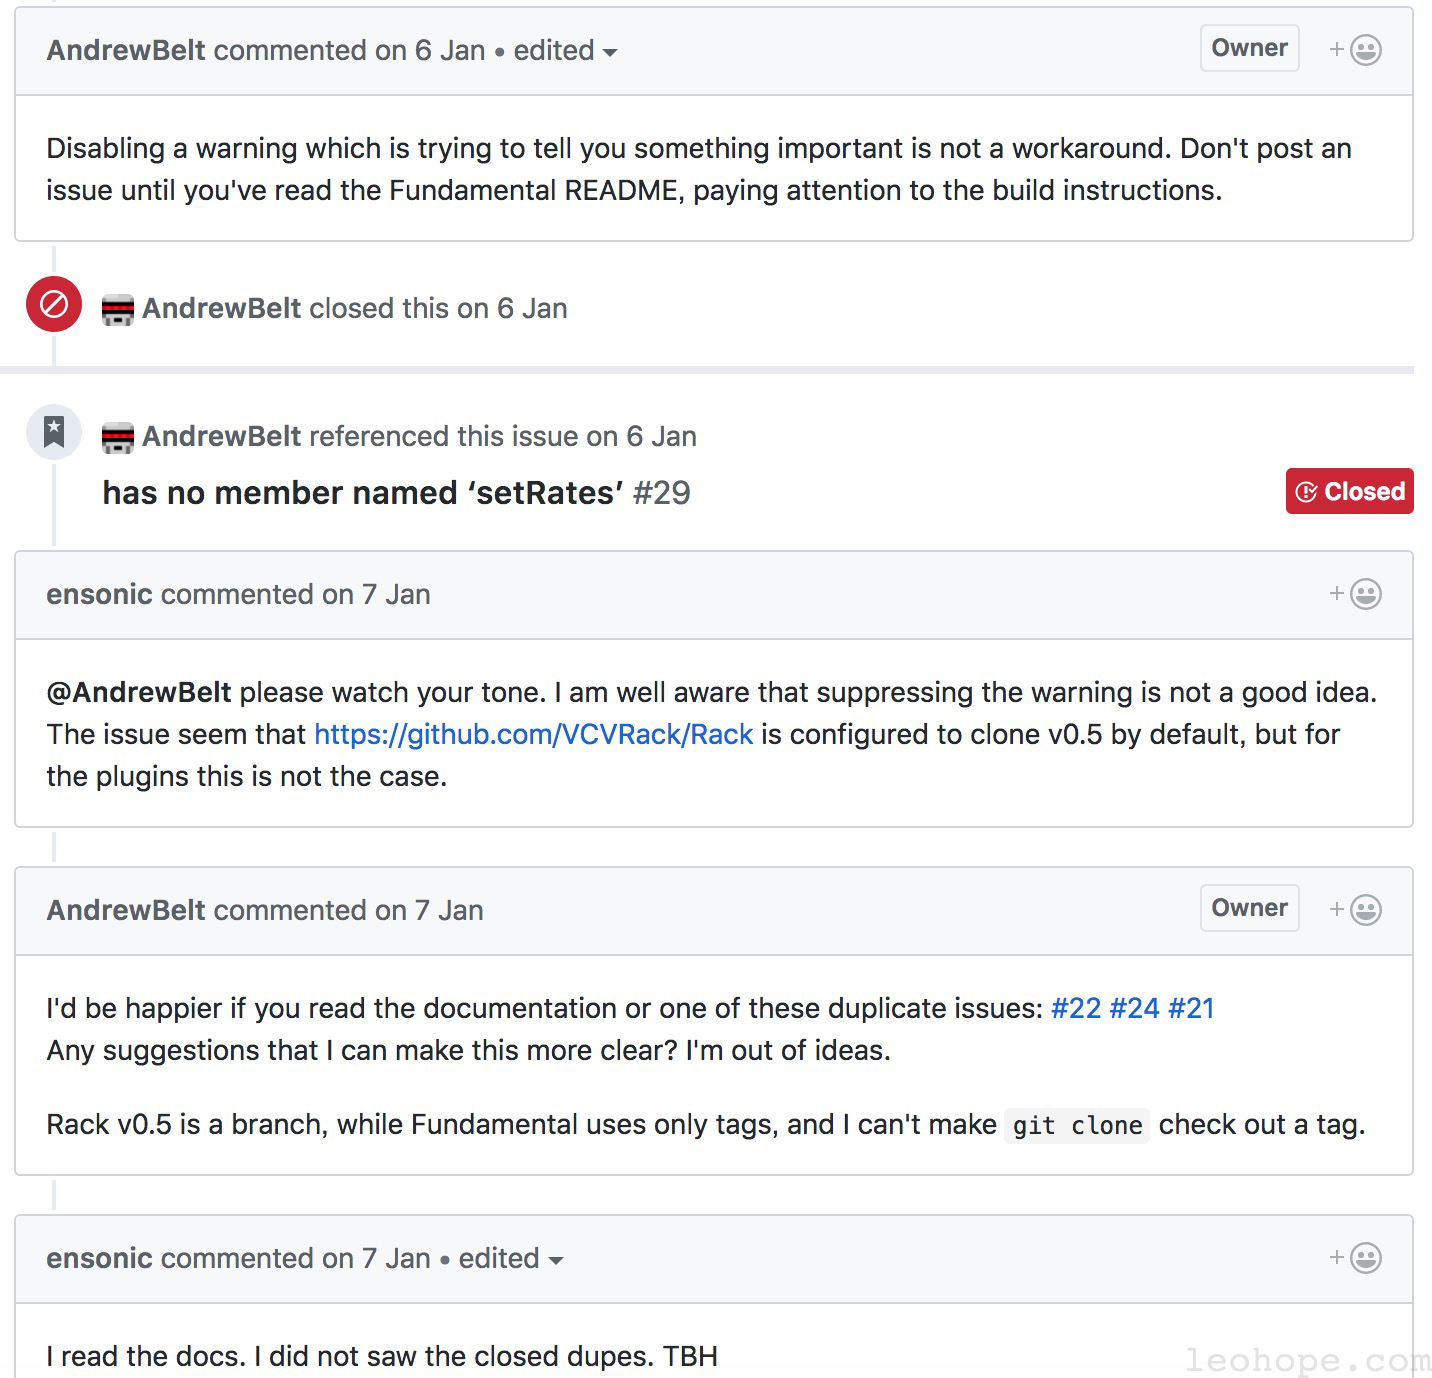 AndrewBelt commented on 6 Jan • edited
Owner
+
Disabling a warning which is trying to tell you something important is not a workaround. Don't post an
issue until you've read the Fundamental README, paying attention to the build instructions.
AndrewBelt closed this on 6 Jan
AndrewBelt referenced this issue on 6 Jan
has no member named ‘setRates’ #29
Closed
ensonic commented on 7 Jan
+
@AndrewBelt please watch your tone. I am well aware that suppressing the warning is not a good idea.
The issue seem that https://github.com/VCVRack/Rack is configured to clone v0.5 by default, but for
the plugins this is not the case.
AndrewBelt commented on 7 Jan
Owner
+
I'd be happier if you read the documentation or one of these duplicate issues: #22 #24 #21
Any suggestions that I can make this more clear? I'm out of ideas.
Rack v0.5 is a branch, while Fundamental uses only tags, and I can't make git clone check out a tag.
ensonic commented on 7 Jan • edited
+
I read the docs. I did not saw the closed dupes. TBH
leohope.com